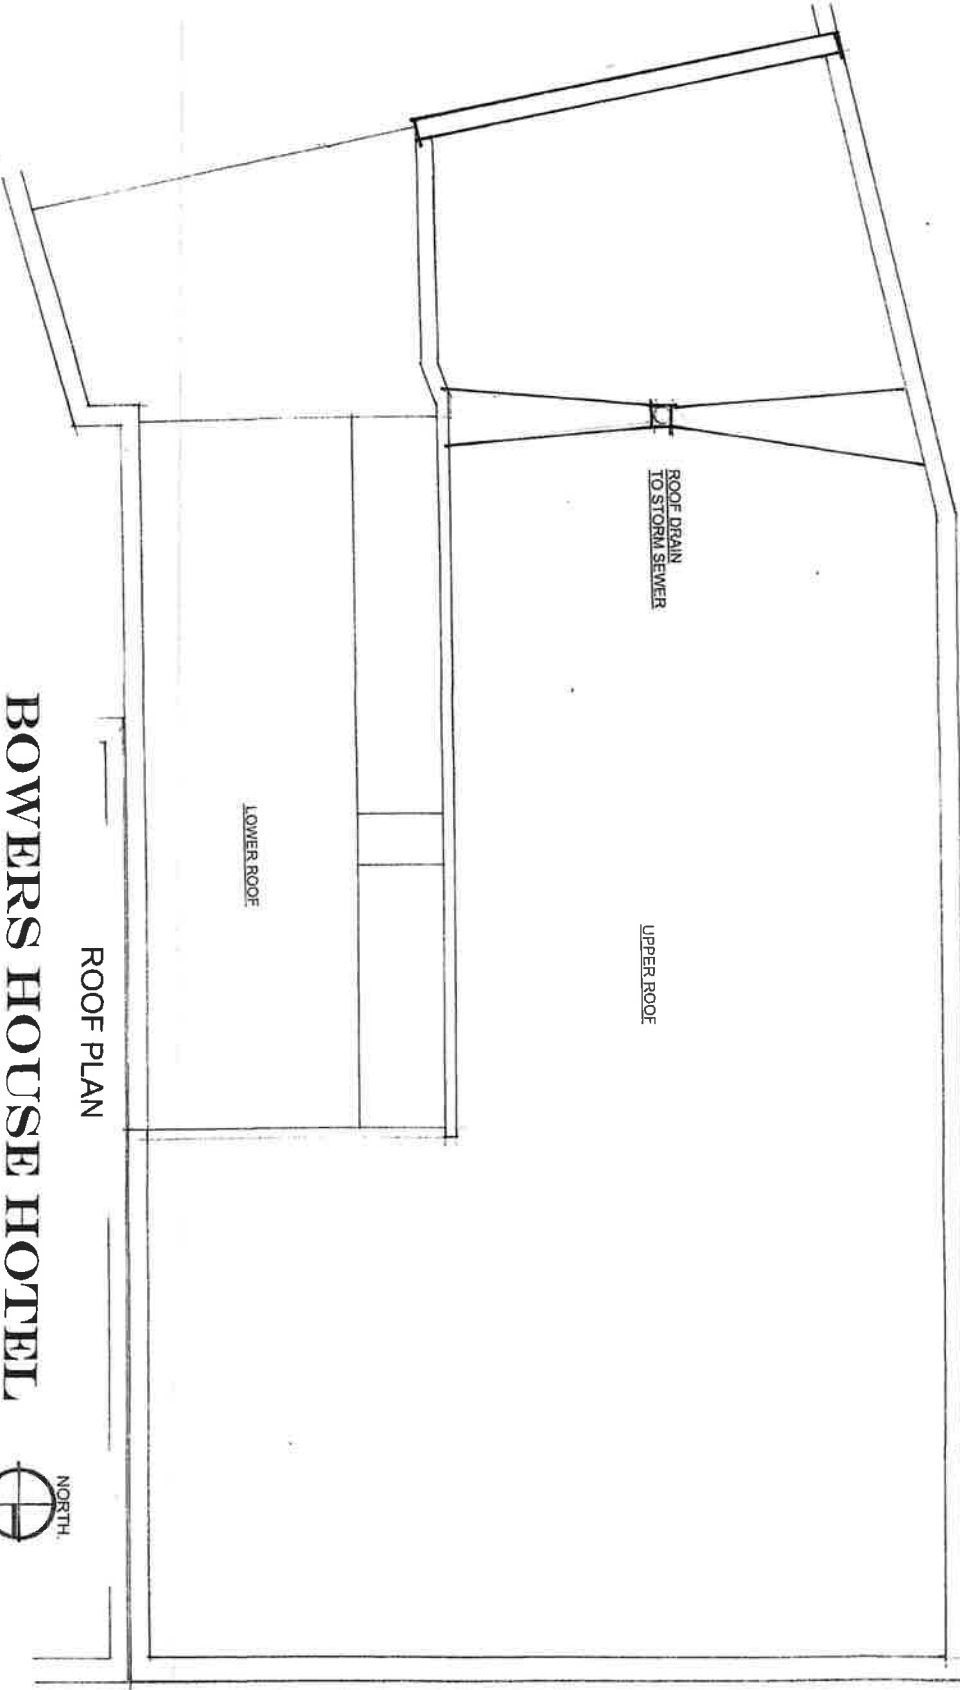 ROOF DRAIN
TO STORM SEWER
UPPER ROOF
LOWER ROOF
ROOF PLAN
BOWERS HOUSE HOTEL
NORTH.